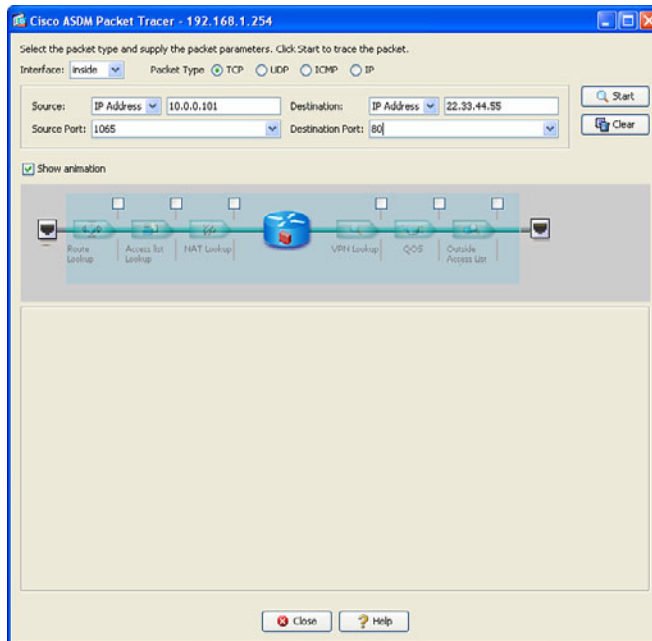 Cisco ASDM Packet Tracer - 192.168.1.254
Select the packet type and supply the packet parameters. Click Start to trace the packet.
Interface: inside Packet Type TCP UDP ICMP IP
Source: IP Address 10.0.0.101 Destination: IP Address 22.33.44.55 Start
Source Port: 1065 Destination Port: 80 Clear
Show animation
Route Lookup
Access list Lookup
NAT Lookup
VPN Lookup
QOS
Outside Access List
Close Help